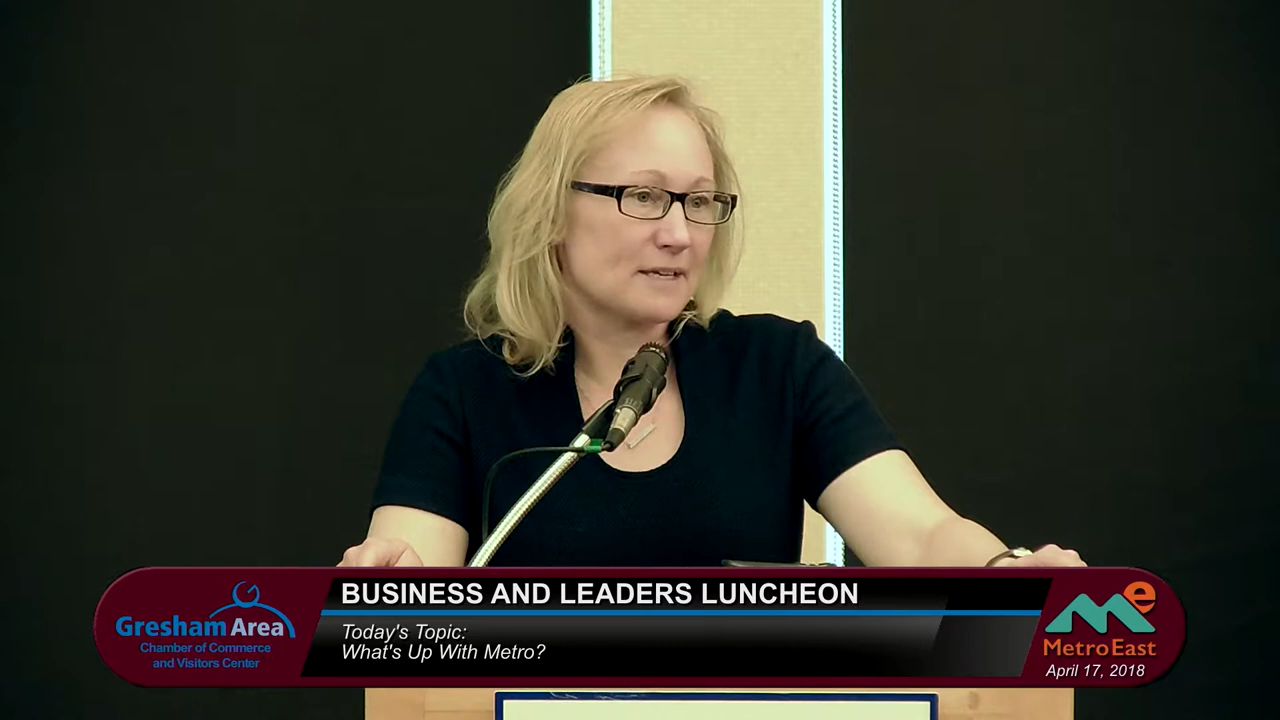 BUSINESS AND LEADERS LUNCHEON
Today's Topic:
What's Up With Metro?
Gresham Area
Chamber of Commerce
and Visitors Center
Me
MetroEast
April 17, 2018